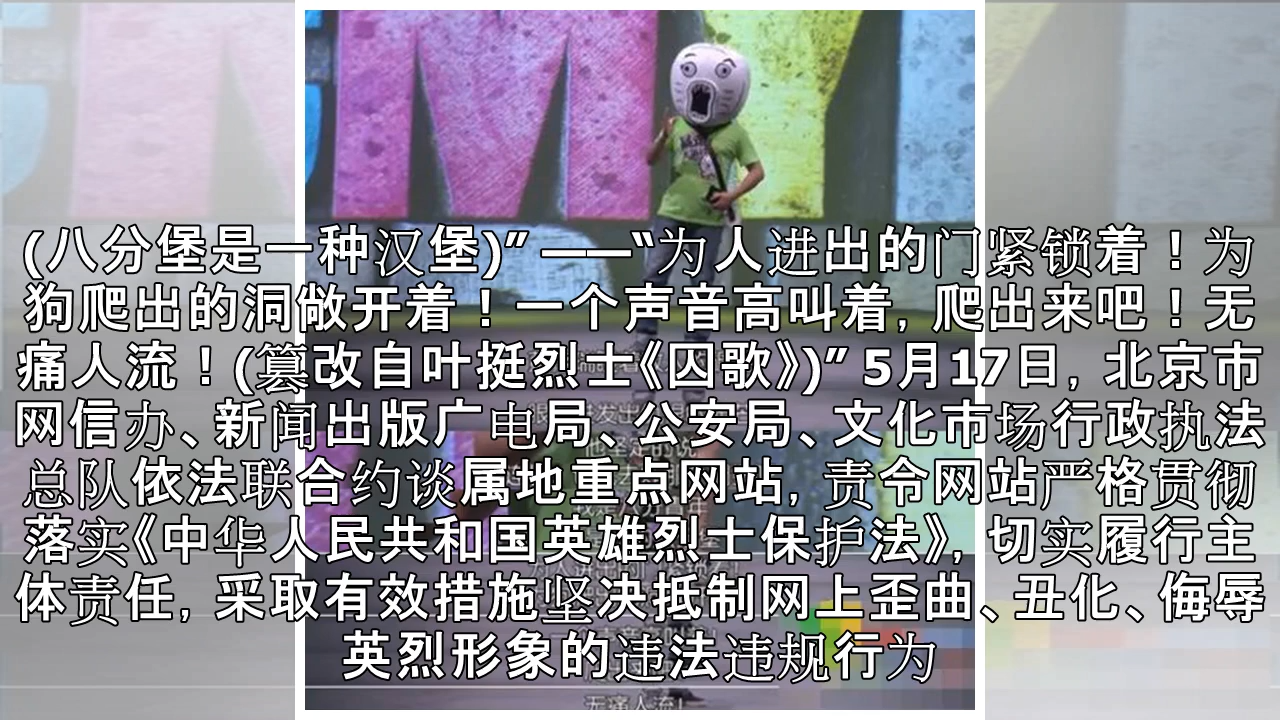 (八分堡是一种汉堡)” ——“为人进出的门紧锁着！为
狗爬出的洞敞开着！一个声音高叫着, 爬出来吧！无
痛人流！(篡改自叶挺烈士《囚歌》)” 5月17日, 北京市
网信办、新闻出版广电局、公安局、文化市场行政执法
总队依法联合约谈属地重点网站, 责令网站严格贯彻
落实《中华人民共和国英雄烈士保护法》, 切实履行主
体责任, 采取有效措施坚决抵制网上歪曲、丑化、侮辱
英烈形象的违法违规行为
无痛人流!